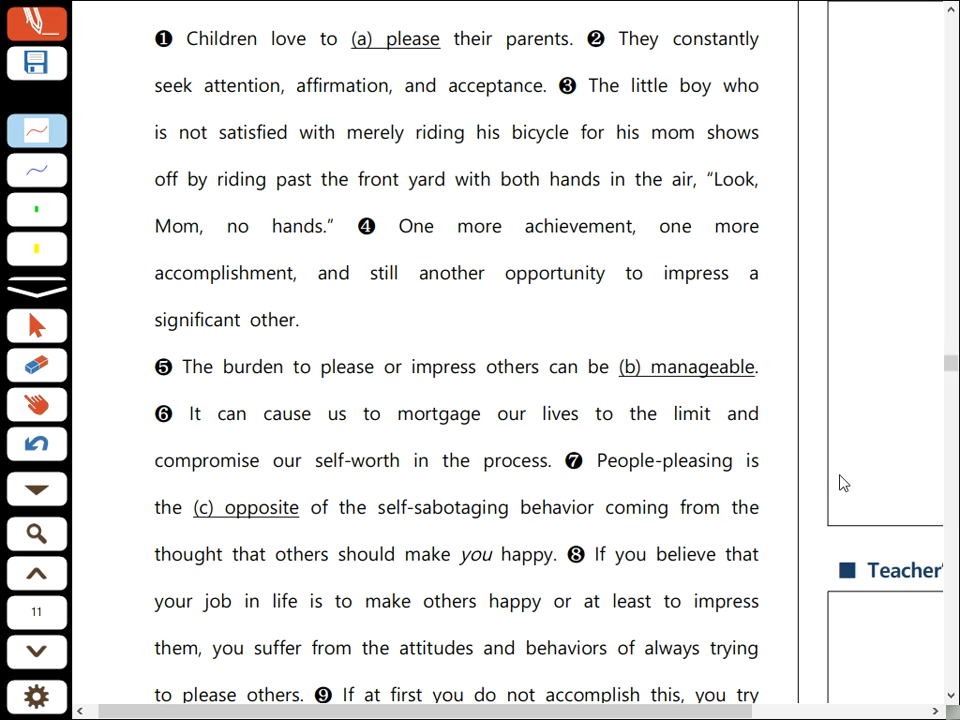 ❶ Children love to (a) please their parents. ❷ They constantly
seek attention, affirmation, and acceptance. ❸ The little boy who
is not satisfied with merely riding his bicycle for his mom shows
off by riding past the front yard with both hands in the air, “Look,
Mom, no hands.” ❹ One more achievement, one more
accomplishment, and still another opportunity to impress a
significant other.
❺ The burden to please or impress others can be (b) manageable.
❻ It can cause us to mortgage our lives to the limit and
compromise our self-worth in the process. ❼ People-pleasing is
the (c) opposite of the self-sabotaging behavior coming from the
thought that others should make you happy. ❽ If you believe that
your job in life is to make others happy or at least to impress
them, you suffer from the attitudes and behaviors of always trying
to please others. ❾ If at first you do not accomplish this, you try
■ Teacher'
11